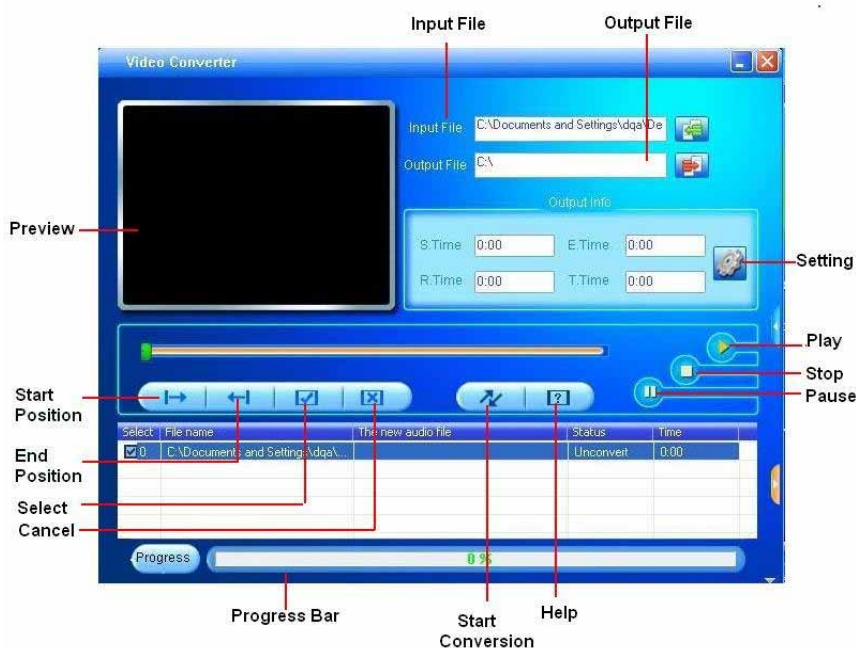 Input File
Output File
Video Converter
Input File
C:\Documents and Settings\dqa\De
Output File
C:\
Output Info
Preview
S.Time
0:00
E.Time
0:00
Setting
R.Time
0:00
T.Time
0:00
Play
Stop
Pause
Start
Position
?
Select
File name
The new audio file
Status
Time
0
C:\Documents and Settings\dqa\...
Unconvert
0:00
End
Position
Select
Cancel
Progress
0 %
Progress Bar
Start
Conversion
Help